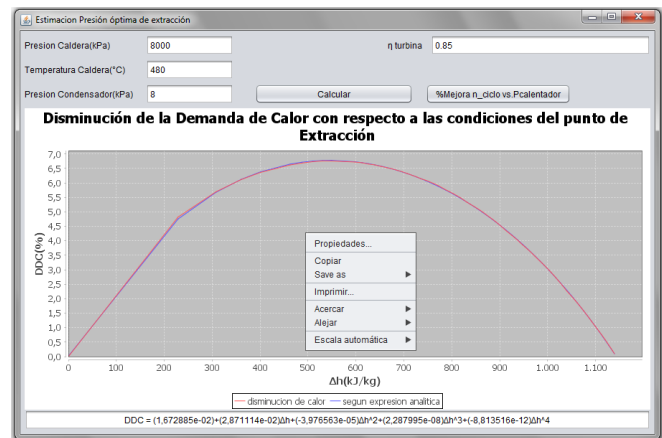 Estimacion Presión óptima de extracción
Presion Caldera(kPa) 8000 η turbina 0.85
Temperatura Caldera(°C) 480
Presion Condensador(kPa) 8 Calcular %Mejora n_ciclo vs.Pcalentador
Disminución de la Demanda de Calor con respecto a las condiciones del punto de
Extracción
DDC(%)
7,0
6,5
6,0
5,5
5,0
4,5
4,0
3,5
3,0
2,5
2,0
1,5
1,0
0,5
0,0
Propiedades...
Copiar
Save as
Imprimir...
Acercar
Alejar
Escala automática
0 100 200 300 400 500 600 700 800 900 1.000 1.100
Δh(kJ/kg)
disminucion de calor segun expresion analitica
DDC = (1,672885e-02)+(2,871114e-02)Δh+(-3,976563e-05)Δh^2+(2,287995e-08)Δh^3+(-8,813516e-12)Δh^4